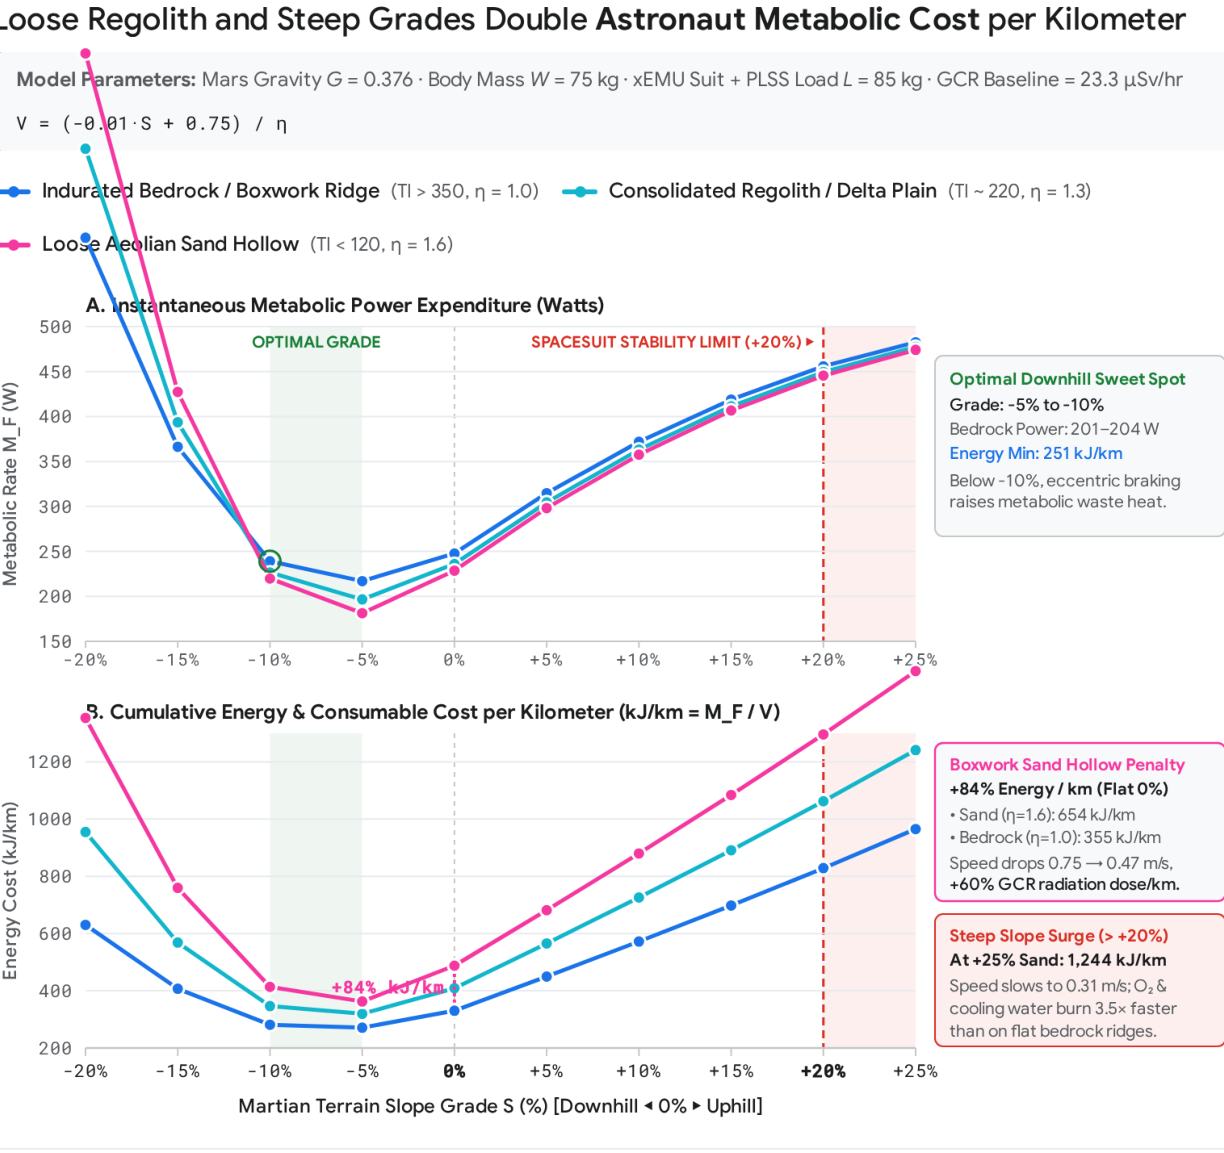 Loose Regolith and Steep Grades Double Astronaut Metabolic Cost per Kilometer
Model Parameters: Mars Gravity G = 0.376 · Body Mass W = 75 kg · xEMU Suit + PLSS Load L = 85 kg · GCR Baseline = 23.3 μSv/hr
V = (-0.01·S + 0.75) / η
Indurated Bedrock / Boxwork Ridge (TI > 350, η = 1.0)
Consolidated Regolith / Delta Plain (TI ~ 220, η = 1.3)
Loose Aeolian Sand Hollow (TI < 120, η = 1.6)
A. Instantaneous Metabolic Power Expenditure (Watts)
OPTIMAL GRADE
SPACESUIT STABILITY LIMIT (+20%) ▸
Metabolic Rate M_F (W)
500
450
400
350
300
250
200
150
-20% -15% -10% -5% 0% +5% +10% +15% +20% +25%
Optimal Downhill Sweet Spot
Grade: -5% to -10%
Bedrock Power: 201–204 W
Energy Min: 251 kJ/km
Below -10%, eccentric braking
raises metabolic waste heat.
B. Cumulative Energy & Consumable Cost per Kilometer (kJ/km = M_F / V)
Energy Cost (kJ/km)
1200
1000
800
600
400
200
+84% kJ/km
-20% -15% -10% -5% 0% +5% +10% +15% +20% +25%
Martian Terrain Slope Grade S (%) [Downhill ◂ 0% ▸ Uphill]
Boxwork Sand Hollow Penalty
+84% Energy / km (Flat 0%)
• Sand (η=1.6): 654 kJ/km
• Bedrock (η=1.0): 355 kJ/km
Speed drops 0.75 → 0.47 m/s,
+60% GCR radiation dose/km.
Steep Slope Surge (> +20%)
At +25% Sand: 1,244 kJ/km
Speed slows to 0.31 m/s; O₂ &
cooling water burn 3.5× faster
than on flat bedrock ridges.